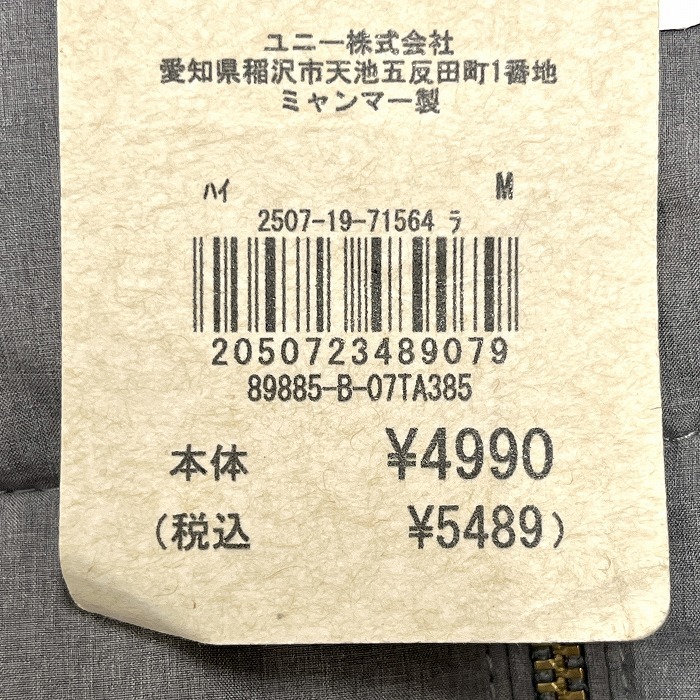 ユニー株式会社
愛知県稲沢市天池五反田町1番地
ミャンマー製
ﾊｲ M
2507-19-71564 ﾗ
2050723489079
89885-B-07TA385
本体 ¥4990
(税込 ¥5489)